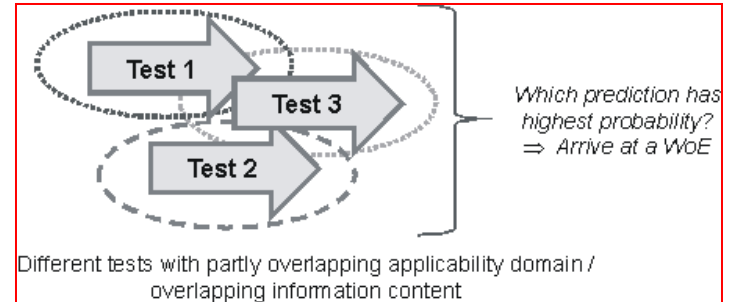 Test 1
Test 3
Test 2
Which prediction has
highest probability?
⇒ Arrive at a WoE
Different tests with partly overlapping applicability domain /
overlapping information content